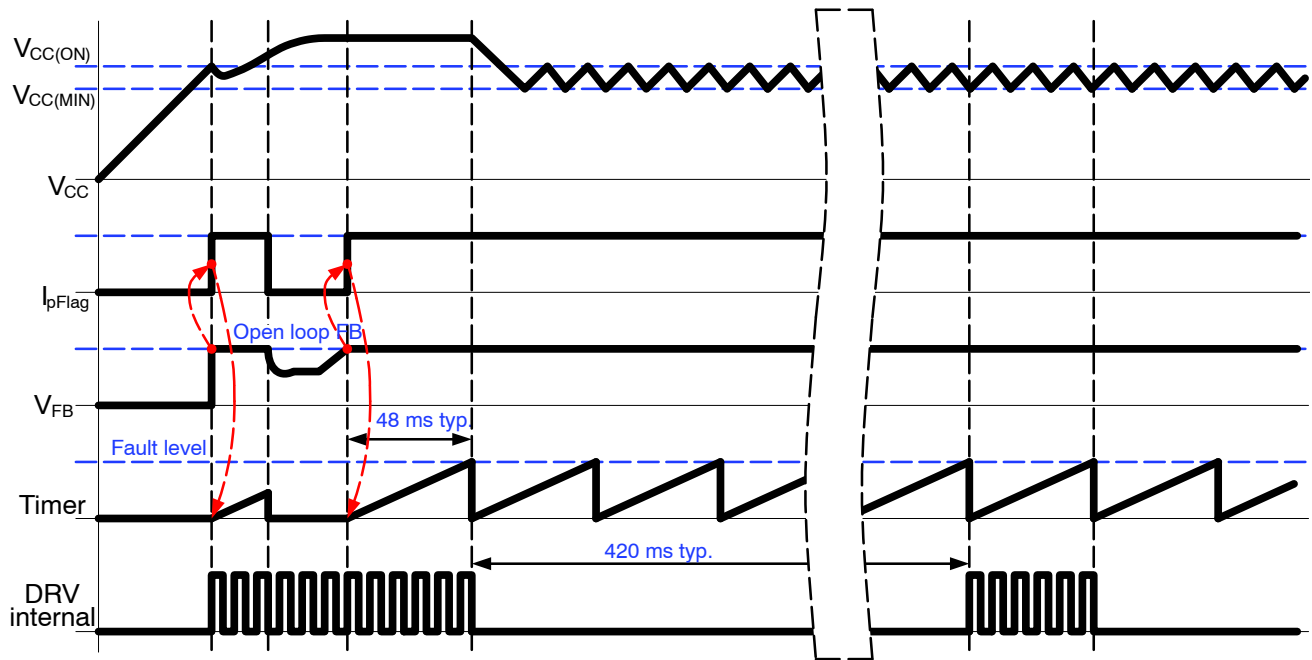 VCC(ON)
VCC(MIN)
VCC
IpFlag
Open loop FB
VFB
48 ms typ.
Fault level
Timer
420 ms typ.
DRV
internal